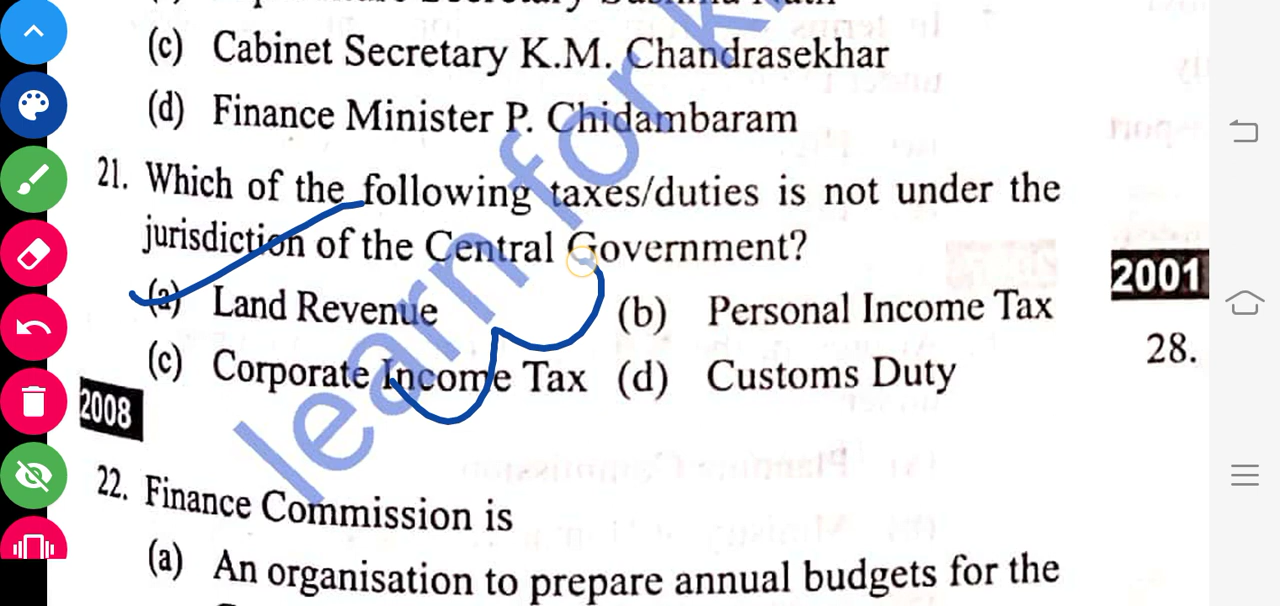 (c) Cabinet Secretary K.M. Chandrasekhar
(d) Finance Minister P. Chidambaram
21. Which of the following taxes/duties is not under the
jurisdiction of the Central Government?
(a) Land Revenue (b) Personal Income Tax
(c) Corporate Income Tax (d) Customs Duty
2008
22. Finance Commission is
(a) An organisation to prepare annual budgets for the
2001
28.
learn for